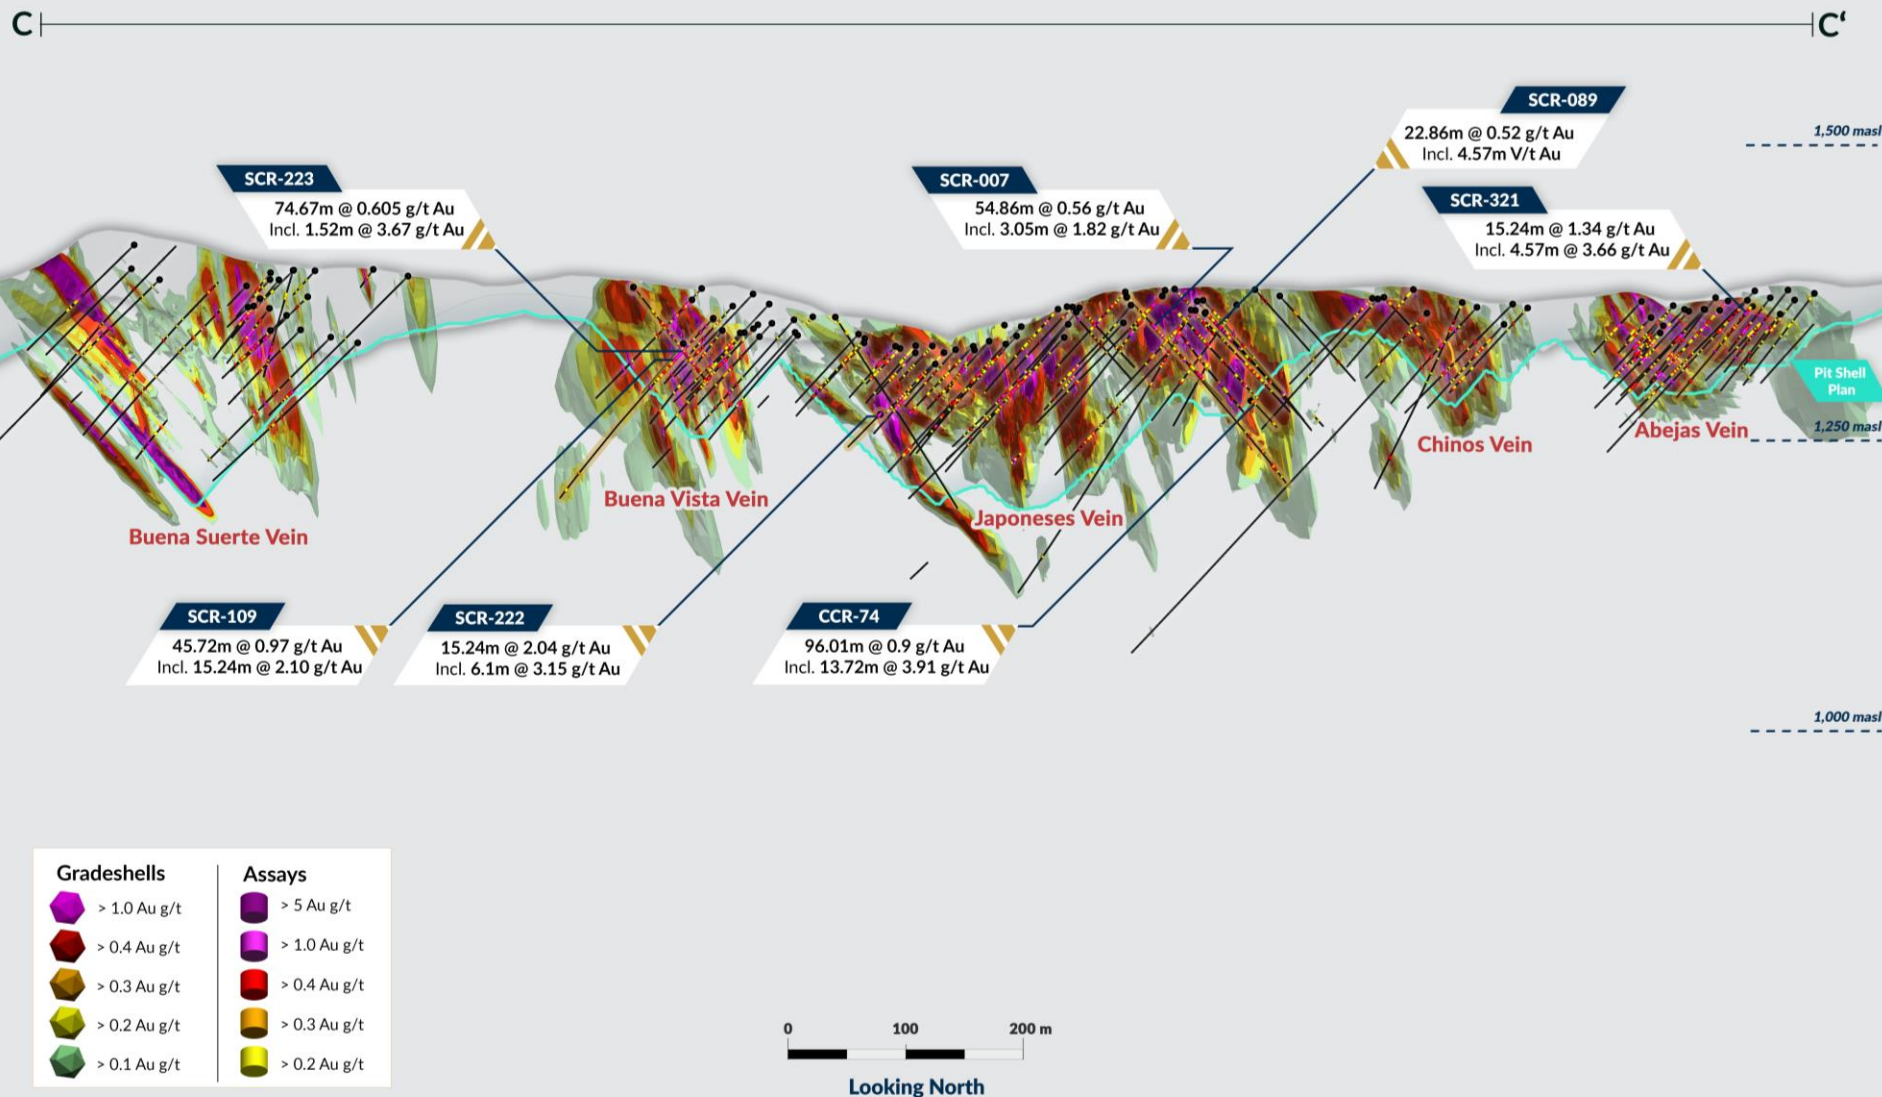 C
C‘
SCR-089
22.86m @ 0.52 g/t Au
Incl. 4.57m V/t Au
1,500 masl
SCR-223
74.67m @ 0.605 g/t Au
Incl. 1.52m @ 3.67 g/t Au
SCR-007
54.86m @ 0.56 g/t Au
Incl. 3.05m @ 1.82 g/t Au
SCR-321
15.24m @ 1.34 g/t Au
Incl. 4.57m @ 3.66 g/t Au
Pit Shell
Plan
1,250 masl
Buena Suerte Vein
Buena Vista Vein
Japoneses Vein
Chinos Vein
Abejas Vein
SCR-109
45.72m @ 0.97 g/t Au
Incl. 15.24m @ 2.10 g/t Au
SCR-222
15.24m @ 2.04 g/t Au
Incl. 6.1m @ 3.15 g/t Au
CCR-74
96.01m @ 0.9 g/t Au
Incl. 13.72m @ 3.91 g/t Au
1,000 masl
Gradeshells
> 1.0 Au g/t
> 0.4 Au g/t
> 0.3 Au g/t
> 0.2 Au g/t
> 0.1 Au g/t
Assays
> 5 Au g/t
> 1.0 Au g/t
> 0.4 Au g/t
> 0.3 Au g/t
> 0.2 Au g/t
0 100 200 m
Looking North